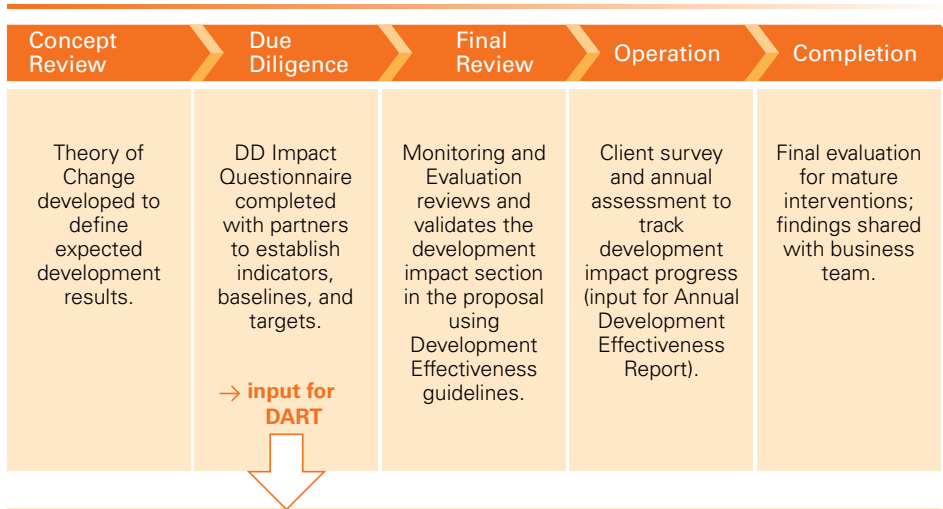 Concept
Review
Due
Diligence
Final
Review
Operation
Completion
Theory of
Change
developed to
define
expected
development
results.
DD Impact
Questionnaire
completed
with partners
to establish
indicators,
baselines, and
targets.
→ input for
DART
Monitoring and
Evaluation
reviews and
validates the
development
impact section
in the proposal
using
Development
Effectiveness
guidelines.
Client survey
and annual
assessment to
track
development
impact progress
(input for Annual
Development
Effectiveness
Report).
Final evaluation
for mature
interventions;
findings shared
with business
team.